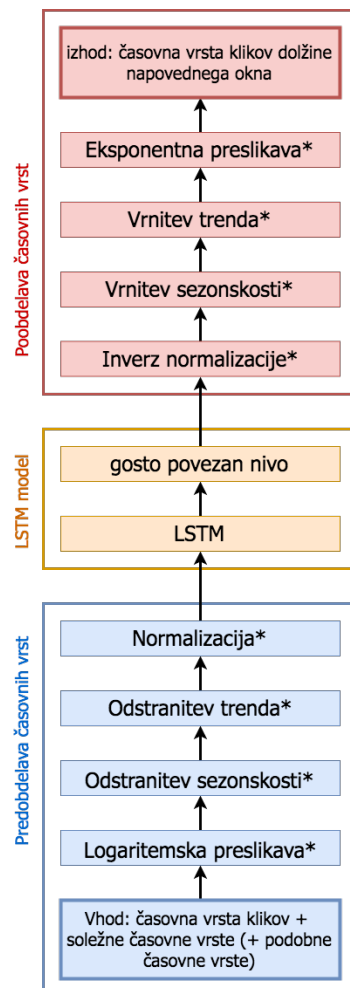 izhod: časovna vrsta klikov dolžine
napovednega okna
Eksponentna preslikava*
Vrnitev trenda*
Vrnitev sezonskosti*
Inverz normalizacije*
Poobdelava časovnih vrst
gosto povezan nivo
LSTM
LSTM model
Normalizacija*
Odstranitev trenda*
Odstranitev sezonskosti*
Logaritemska preslikava*
Vhod: časovna vrsta klikov +
soležne časovne vrste (+ podobne
časovne vrste)
Predobdelava časovnih vrst